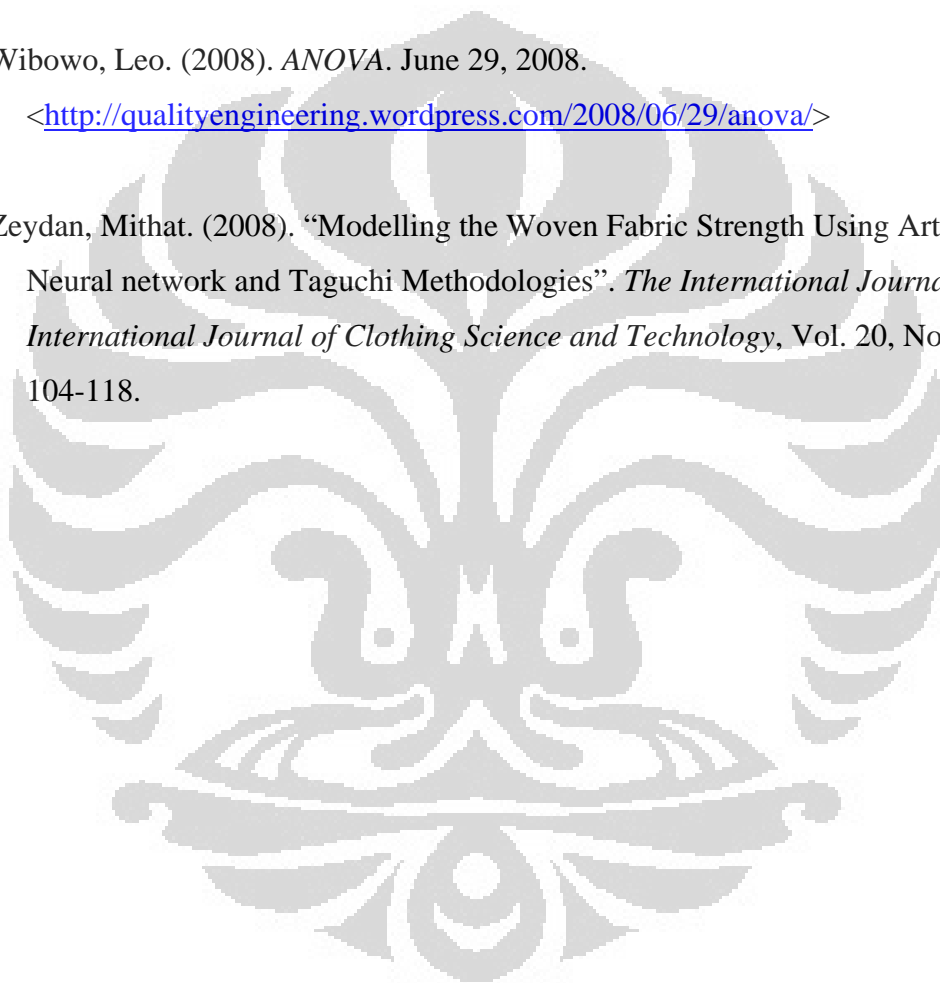 Wibowo, Leo. (2008). ANOVA. June 29, 2008.
<http://qualityengineering.wordpress.com/2008/06/29/anova/>
Zeydan, Mithat. (2008). “Modelling the Woven Fabric Strength Using Art
Neural network and Taguchi Methodologies”. The International Journa
International Journal of Clothing Science and Technology, Vol. 20, No
104-118.